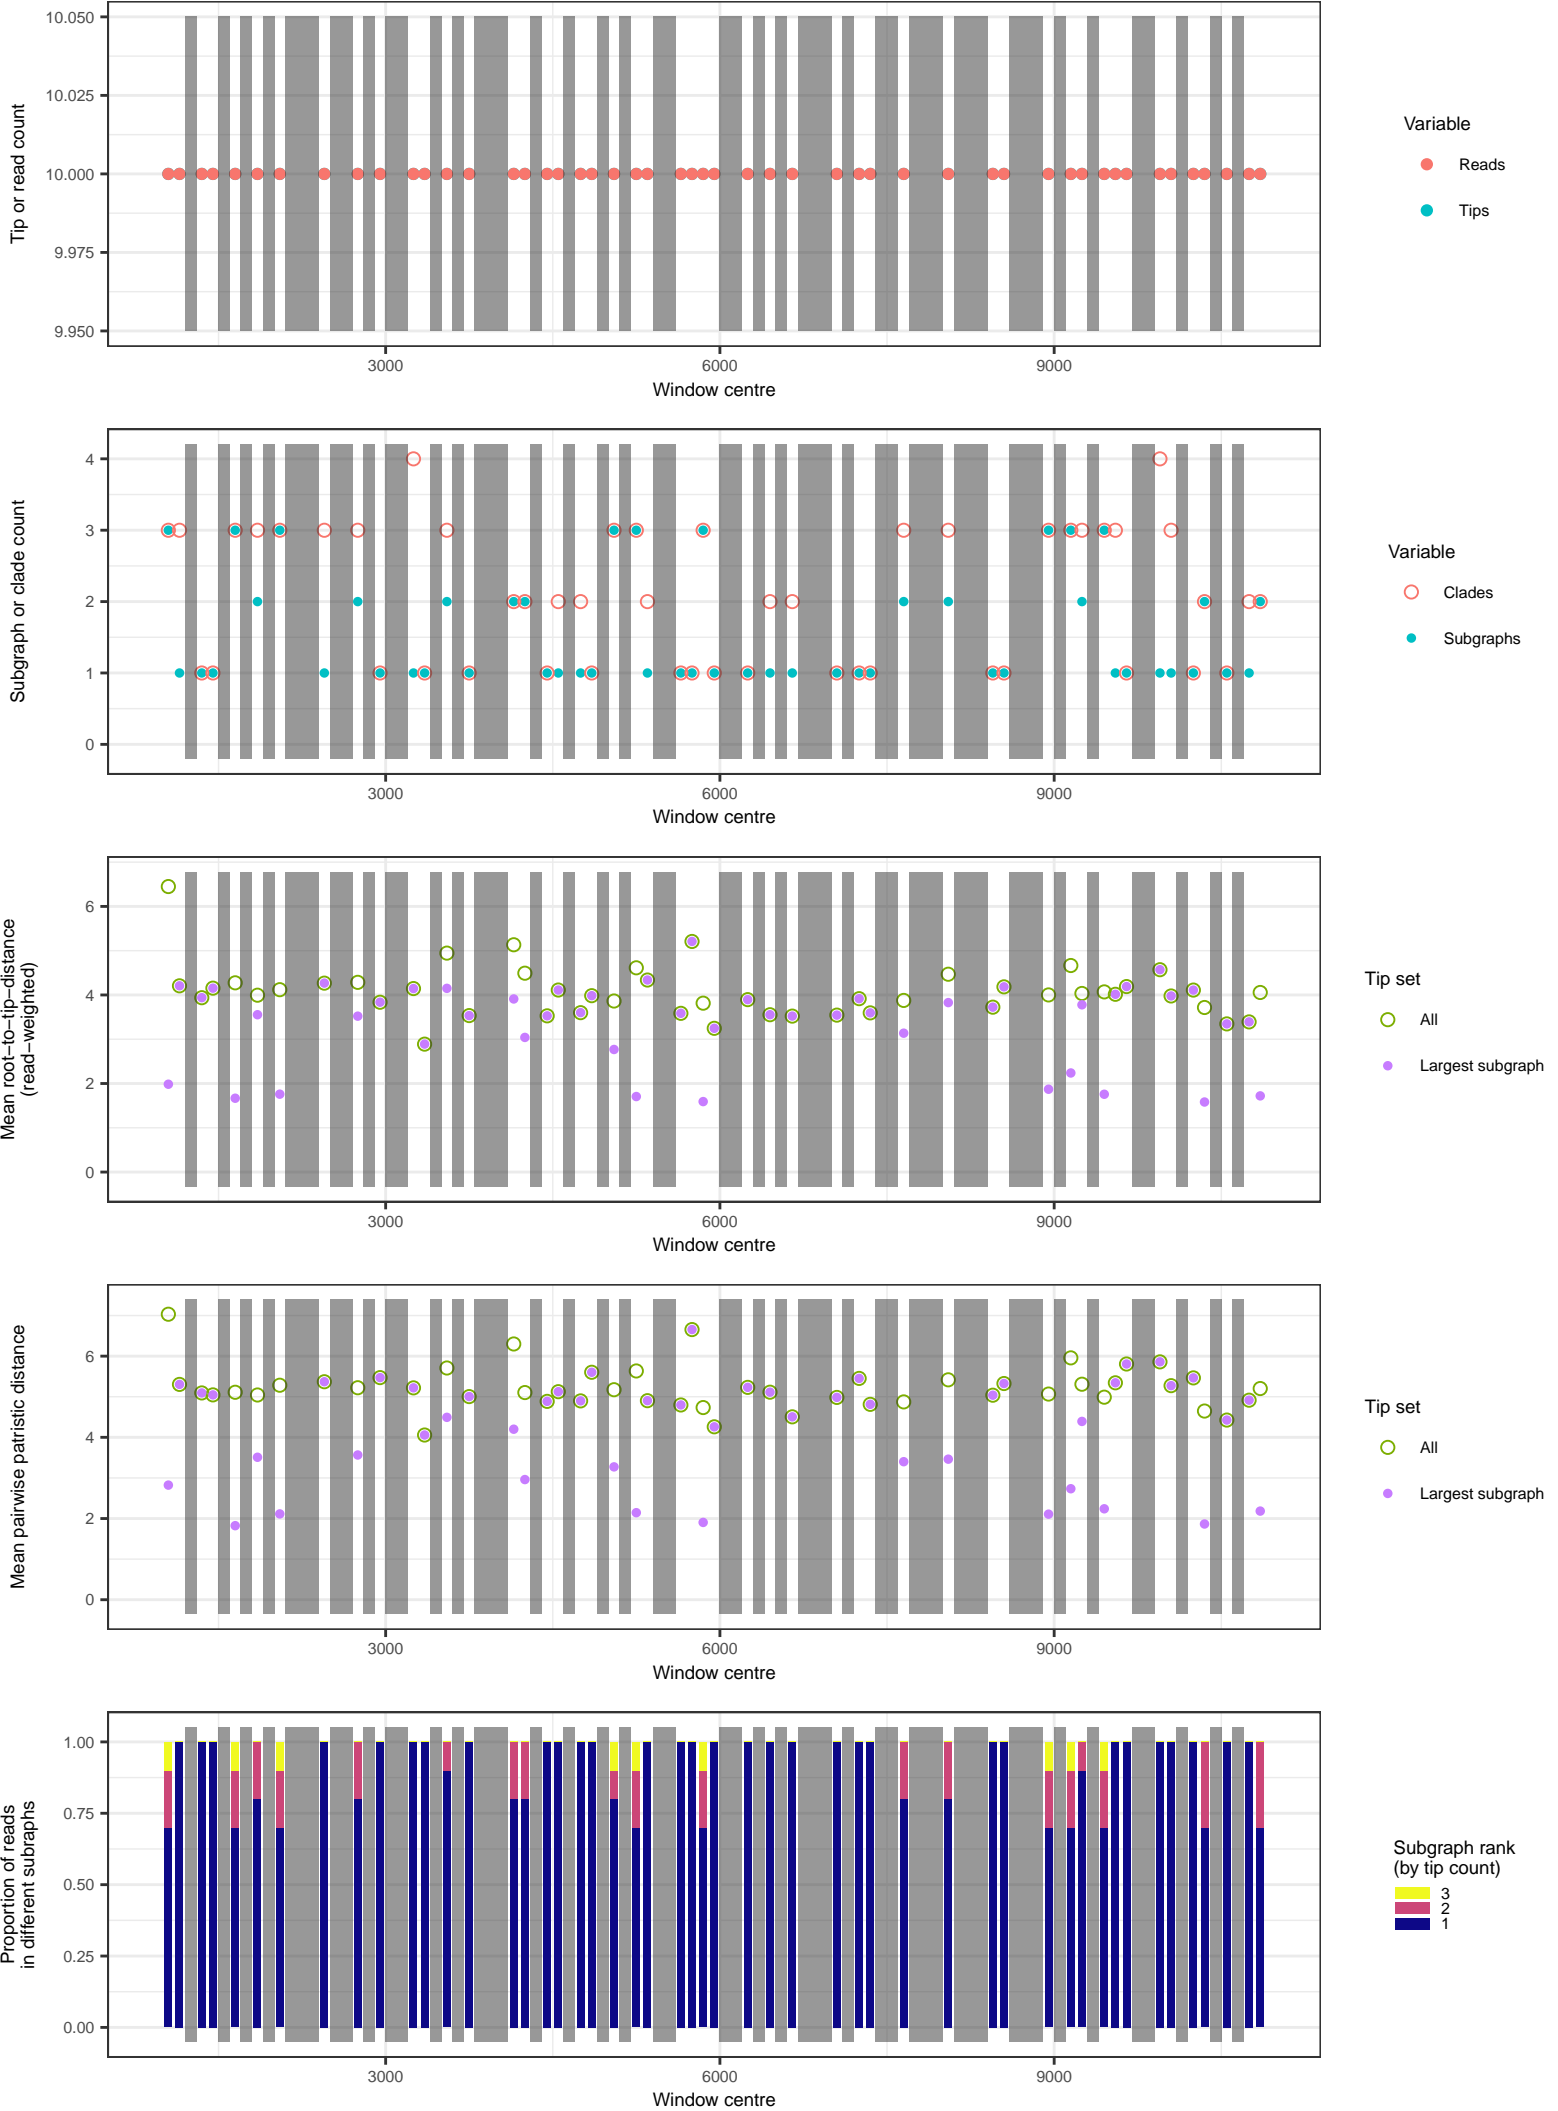 10.050
10.025
10.000
9.975
9.950
Tip or read count
3000 6000 9000
Window centre
Variable
Reads
Tips
4
3
2
1
0
Subgraph or clade count
3000 6000 9000
Window centre
Variable
Clades
Subgraphs
6
4
2
0
Mean root−to−tip−distance
(read−weighted)
3000 6000 9000
Window centre
Tip set
All
Largest subgraph
6
4
2
0
Mean pairwise patristic distance
3000 6000 9000
Window centre
Tip set
All
Largest subgraph
1.00
0.75
0.50
0.25
0.00
Proportion of reads
in different subraphs
3000 6000 9000
Window centre
Subgraph rank
(by tip count)
3
2
1